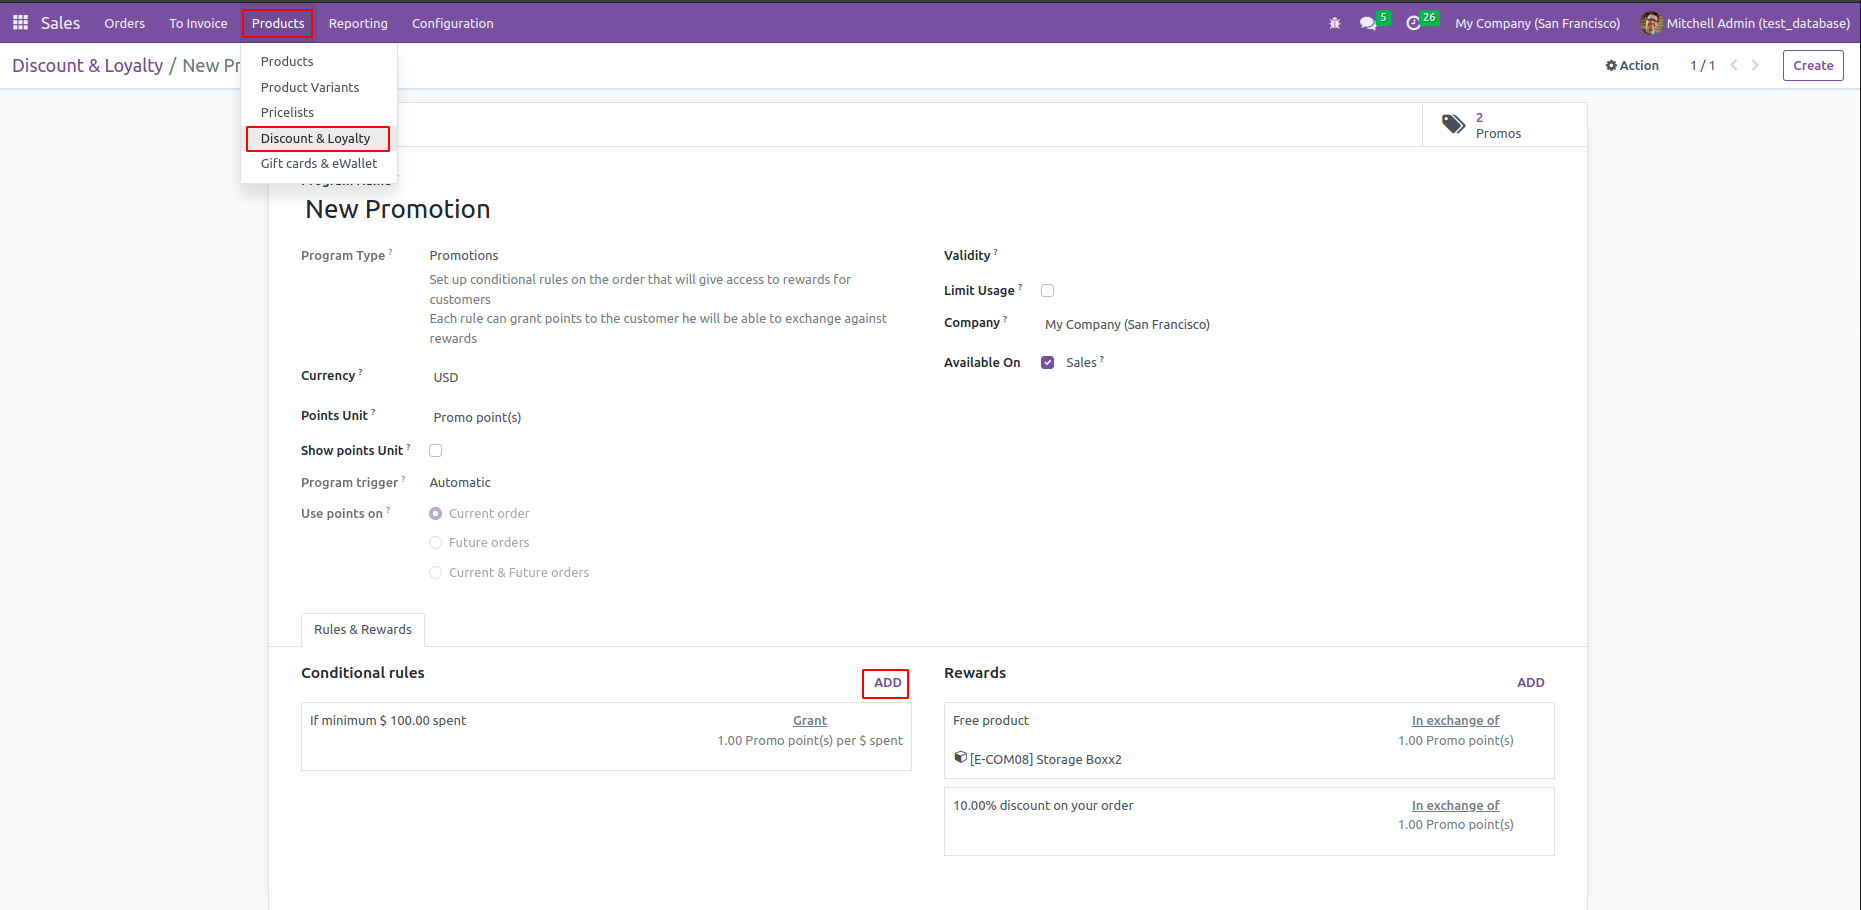 Sales Orders To Invoice Products Reporting Configuration 5 26 My Company (San Francisco) Mitchell Admin (test_database)
Discount & Loyalty / New Pr Action 1 / 1 Create
Products
Product Variants
Pricelists
Discount & Loyalty
Gift cards & eWallet
2
Promos
Program Name
New Promotion
Program Type ? Promotions
Set up conditional rules on the order that will give access to rewards for
customers
Each rule can grant points to the customer he will be able to exchange against
rewards
Currency ? USD
Points Unit ? Promo point(s)
Show points Unit ?
Program trigger ? Automatic
Use points on ? Current order
Future orders
Current & Future orders
Validity ?
Limit Usage ?
Company ? My Company (San Francisco)
Available On Sales ?
Rules & Rewards
Conditional rules
ADD
If minimum $ 100.00 spent Grant
1.00 Promo point(s) per $ spent
Rewards
ADD
Free product In exchange of
1.00 Promo point(s)
[E-COM08] Storage Boxx2
10.00% discount on your order In exchange of
1.00 Promo point(s)